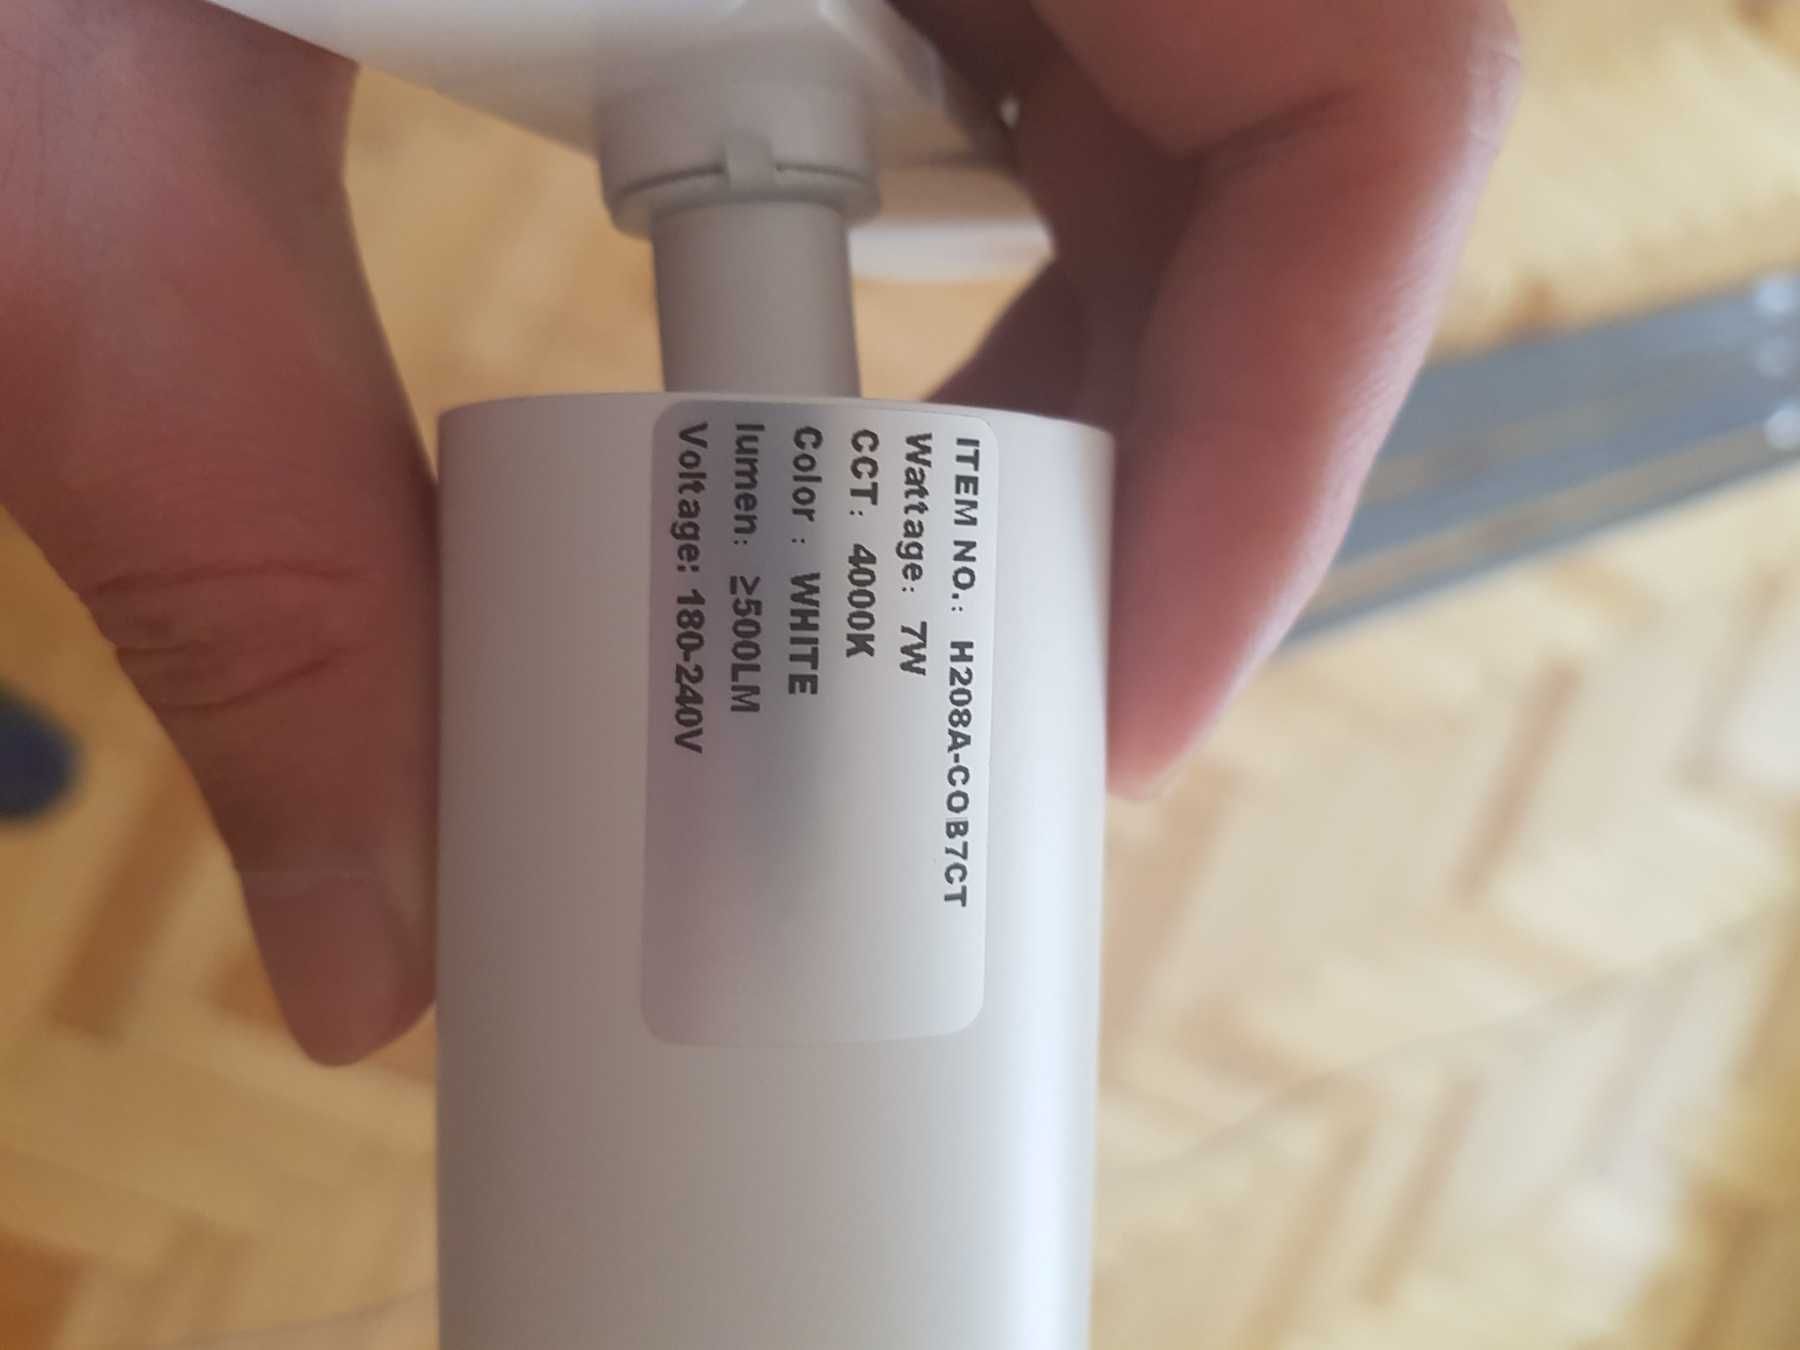 ITEM NO.: H208A-COB7CT
Wattage: 7W
CCT: 4000K
Color: WHITE
lumen: ≥500LM
Voltage: 180-240V